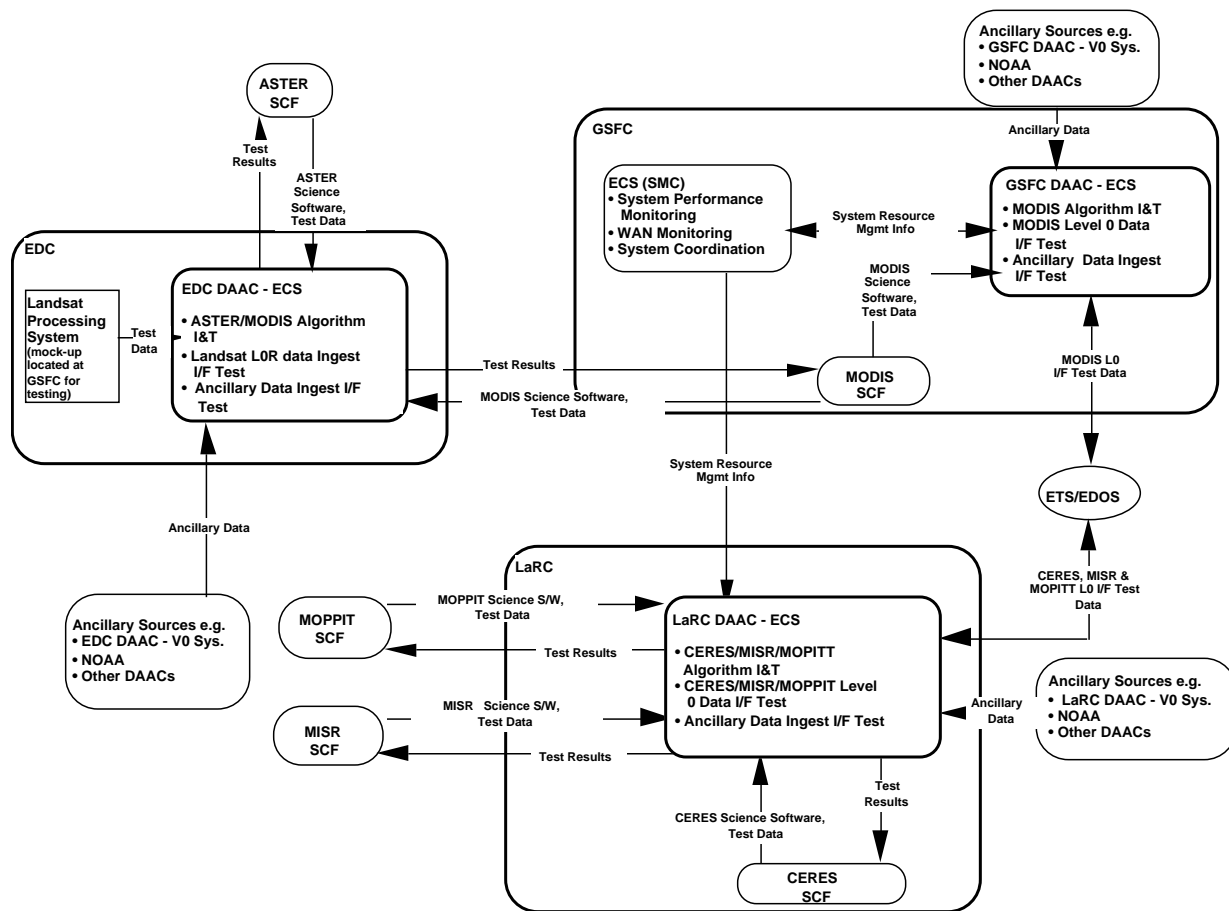 Ancillary Sources e.g.
• GSFC DAAC - V0 Sys.
• NOAA
• Other DAACs
ASTER
SCF
GSFC
Ancillary Data
Test
Results
ASTER
Science
Software,
Test Data
ECS (SMC)
• System Performance
Monitoring
• WAN Monitoring
• System Coordination
System Resource
Mgmt Info
GSFC DAAC - ECS
• MODIS Algorithm I&T
• MODIS Level 0 Data
I/F Test
• Ancillary Data Ingest
I/F Test
EDC
Landsat
Processing
System
(mock-up
located at
GSFC for
testing)
Test
Data
EDC DAAC - ECS
• ASTER/MODIS Algorithm
I&T
• Landsat L0R data Ingest
I/F Test
• Ancillary Data Ingest I/F
Test
MODIS
Science
Software,
Test Data
Test Results
MODIS Science Software,
Test Data
MODIS
SCF
MODIS L0
I/F Test Data
System Resource
Mgmt Info
ETS/EDOS
Ancillary Data
LaRC
CERES, MISR &
MOPITT L0 I/F Test
Data
Ancillary Sources e.g.
• EDC DAAC - V0 Sys.
• NOAA
• Other DAACs
MOPPIT
SCF
MOPPIT Science S/W,
Test Data
Test Results
LaRC DAAC - ECS
• CERES/MISR/MOPITT
Algorithm I&T
• CERES/MISR/MOPPIT Level
0 Data I/F Test
• Ancillary Data Ingest I/F Test
Ancillary
Data
Ancillary Sources e.g.
• LaRC DAAC - V0 Sys.
• NOAA
• Other DAACs
MISR
SCF
MISR Science S/W,
Test Data
Test Results
CERES Science Software,
Test Data
Test
Results
CERES
SCF